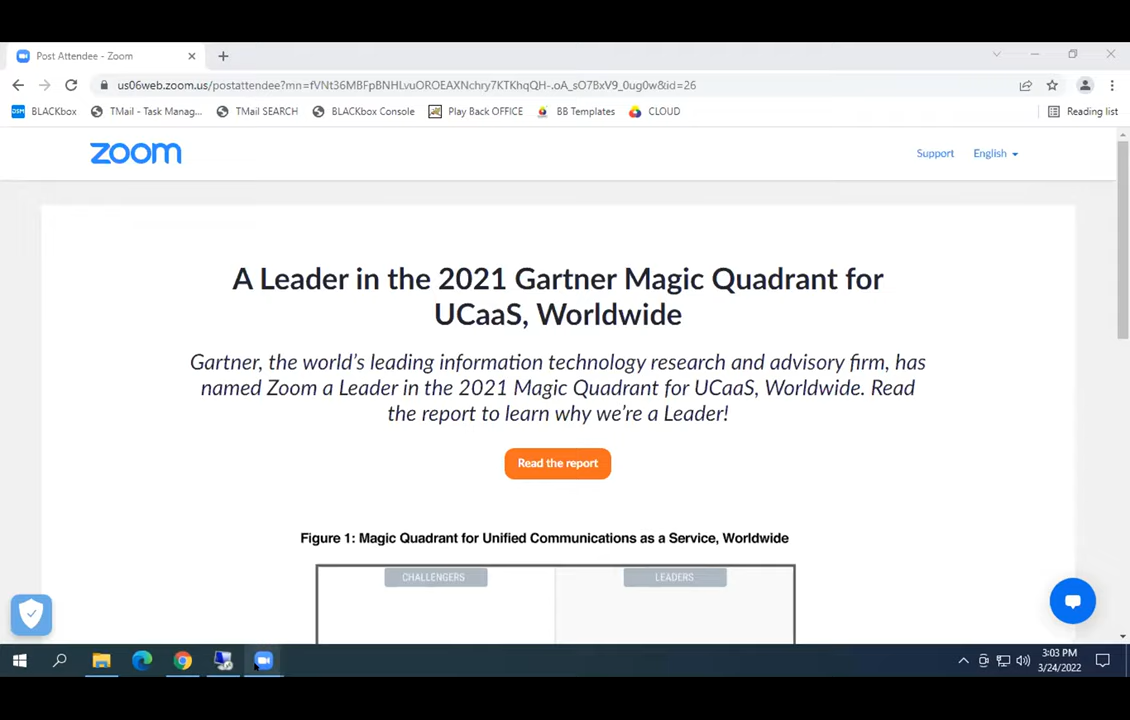 Post Attendee - Zoom
us06web.zoom.us/postattendee?mn=fVNt36MBFpBNHLvuOROEAXNchry7KTKhqQH-.oA_sO7BxV9_0ug0w&id=26
DSM BLACKbox TMail - Task Manag... TMail SEARCH BLACKbox Console Play Back OFFICE BB Templates CLOUD Reading list
zoom Support English
A Leader in the 2021 Gartner Magic Quadrant for
UCaaS, Worldwide
Gartner, the world's leading information technology research and advisory firm, has
named Zoom a Leader in the 2021 Magic Quadrant for UCaaS, Worldwide. Read
the report to learn why we're a Leader!
Read the report
Figure 1: Magic Quadrant for Unified Communications as a Service, Worldwide
CHALLENGERS LEADERS
3:03 PM
3/24/2022